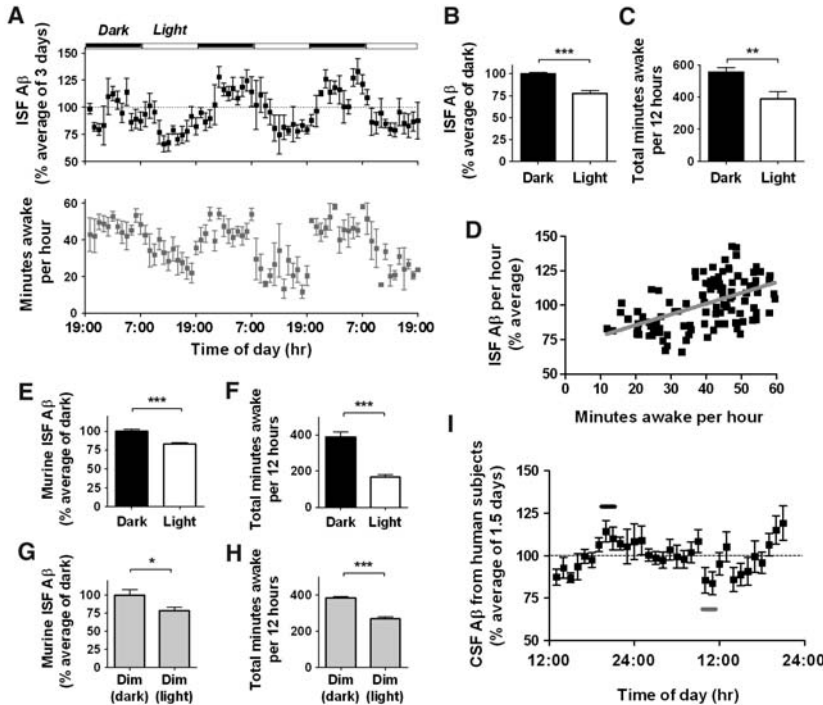 A
Dark Light
ISF Aβ
(% average of 3 days)
150
125
100
75
50
Minutes awake
per hour
60
40
20
0
19:00 7:00 19:00 7:00 19:00 7:00 19:00
Time of day (hr)
B
ISF Aβ
(% average of dark)
100
75
50
25
0
***
Dark Light
C
Total minutes awake
per 12 hours
600
400
200
0
**
Dark Light
D
ISF Aβ per hour
(% average)
150
125
100
75
50
0 10 20 30 40 50 60
Minutes awake per hour
E
Murine ISF Aβ
(% average of dark)
100
75
50
25
0
***
Dark Light
F
Total minutes awake
per 12 hours
400
200
0
***
Dark Light
G
Murine ISF Aβ
(% average of dark)
100
75
50
25
0
*
Dim Dim
(dark) (light)
H
Total minutes awake
per 12 hours
400
200
0
***
Dim Dim
(dark) (light)
I
CSF Aβ from human subjects
(% average of 1.5 days)
150
125
100
75
50
12:00 24:00 12:00 24:00
Time of day (hr)